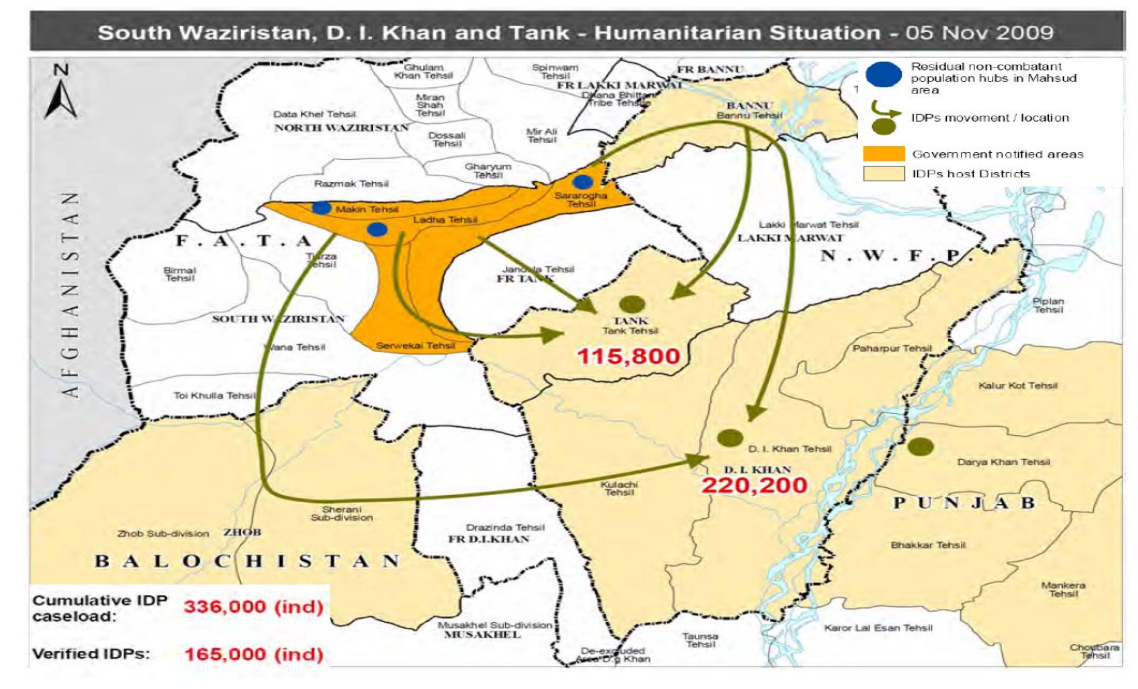 South Waziristan, D. I. Khan and Tank - Humanitarian Situation - 05 Nov 2009
N
Residual non-combatant
population hubs in Mahsud
area
IDPs movement / location
Government notified areas
IDPs host Districts
Ghulam
Khan Tehsil
Spinwam
Tehsil
FR BANNU
FR LAKKI MARWAT
Tribe Tehsile
Miran
Shah
Tehsil
BANNU
Bannu Tehsil
Data Khel Tehsil
NORTH WAZIRISTAN
Dossali
Tehsil
Mir Ali
Tehsil
Gharyum
Tehsil
Razmak Tehsil
Makin Tehsil
Ladha Tehsil
Sararogha
Tehsil
AFGHANISTAN
F. A. T. A
Tiarza
Tehsil
Birmal
Tehsil
Jandola Tehsil
FR TANK
Lakki Marwat Tehsil
LAKKI MARWAT
N. W. F. P.
SOUTH WAZIRISTAN
Wana Tehsil
Serwekai Tehsil
Toi Khulla Tehsil
TANK
Tank Tehsil
115,800
Piplan
Tehsil
Paharpur Tehsil
Kalur Kot Tehsil
D. I. Khan Tehsil
D. I. KHAN
220,200
Kulachi
Tehsil
Darya Khan Tehsil
PUNJAB
Bhakkar Tehsil
Mankera
Tehsil
Sherani
Sub-division
Zhob Sub-division
ZHOB
BALOCHISTAN
Drazinda Tehsil
FR D.I.KHAN
Musakhel Sub-division
MUSAKHEL
De-excluded
Area D.g Khan
Taunsa
Tehsil
Karor Lal Esan Tehsil
Choubara
Tehsil
Cumulative IDP
caseload:
336,000 (ind)
Verified IDPs:
165,000 (ind)